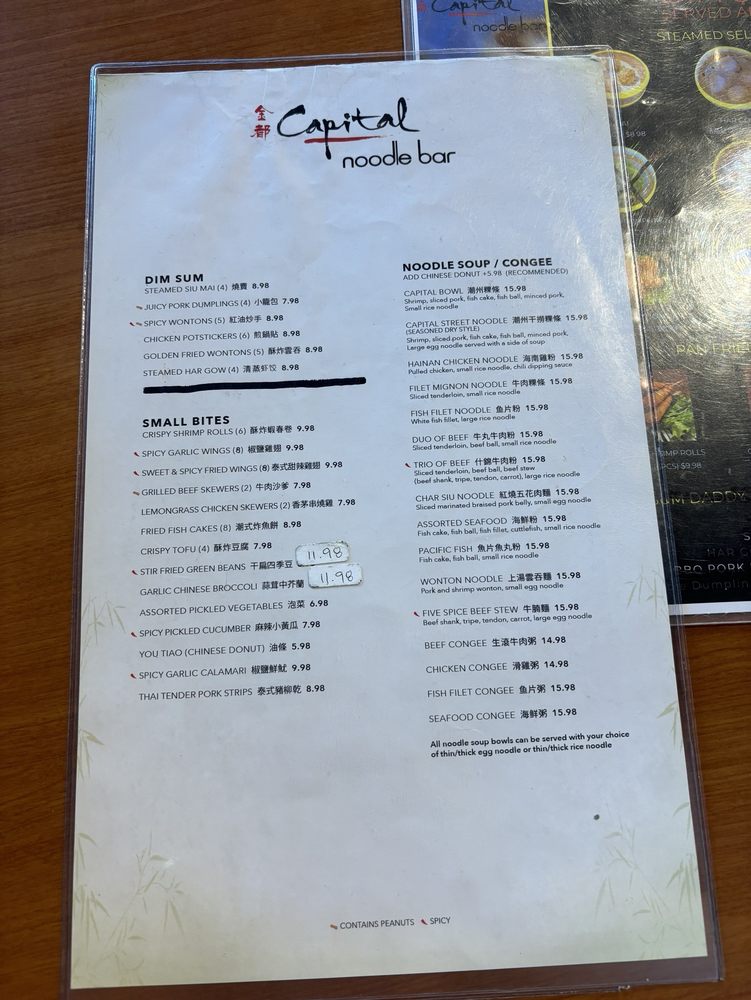 金都 Capital
noodle bar
DIM SUM
STEAMED SIU MAI (4) 燒賣 8.98
JUICY PORK DUMPLINGS (4) 小籠包 7.98
SPICY WONTONS (5) 紅油炒手 8.98
CHICKEN POTSTICKERS (6) 煎鍋貼 8.98
GOLDEN FRIED WONTONS (5) 酥炸雲吞 8.98
STEAMED HAR GOW (4) 清蒸虾饺 8.98
SMALL BITES
CRISPY SHRIMP ROLLS (6) 酥炸蝦春卷 9.98
SPICY GARLIC WINGS (8) 椒鹽雞翅 9.98
SWEET & SPICY FRIED WINGS (8) 泰式甜辣雞翅 9.98
GRILLED BEEF SKEWERS (2) 牛肉沙爹 7.98
LEMONGRASS CHICKEN SKEWERS (2) 香茅串燒雞 7.98
FRIED FISH CAKES (8) 潮式炸魚餅 8.98
CRISPY TOFU (4) 酥炸豆腐 7.98
STIR FRIED GREEN BEANS 干扁四季豆 11.98
GARLIC CHINESE BROCCOLI 蒜茸中芥蘭 11.98
ASSORTED PICKLED VEGETABLES 泡菜 6.98
SPICY PICKLED CUCUMBER 麻辣小黃瓜 7.98
YOU TIAO (CHINESE DONUT) 油條 5.98
SPICY GARLIC CALAMARI 椒鹽鮮魷 9.98
THAI TENDER PORK STRIPS 泰式豬柳乾 8.98
NOODLE SOUP / CONGEE
ADD CHINESE DONUT +5.98 (RECOMMENDED)
CAPITAL BOWL 潮州粿條 15.98
Shrimp, sliced pork, fish cake, fish ball, minced pork,
Small rice noodle
CAPITAL STREET NOODLE 潮州干撈粿條 15.98
(SEASONED DRY STYLE)
Shrimp, sliced pork, fish cake, fish ball, minced pork,
Large egg noodle served with a side of soup
HAINAN CHICKEN NOODLE 海南雞粉 15.98
Pulled chicken, small rice noodle, chili dipping sauce
FILET MIGNON NOODLE 牛肉粿條 15.98
Sliced tenderloin, small rice noodle
FISH FILET NOODLE 鱼片粉 15.98
White fish fillet, large rice noodle
DUO OF BEEF 牛丸牛肉粉 15.98
Sliced tenderloin, beef ball, small rice noodle
TRIO OF BEEF 什錦牛肉粉 15.98
Sliced tenderloin, beef ball, beef stew
(beef shank, tripe, tendon, carrot), large rice noodle
CHAR SIU NOODLE 紅燒五花肉麵 15.98
Sliced marinated braised pork belly, small egg noodle
ASSORTED SEAFOOD 海鮮粉 15.98
Fish cake, fish ball, fish fillet, cuttlefish, small rice noodle
PACIFIC FISH 魚片魚丸粉 15.98
Fish cake, fish ball, small rice noodle
WONTON NOODLE 上湯雲吞麵 15.98
Pork and shrimp wonton, small egg noodle
FIVE SPICE BEEF STEW 牛腩麵 15.98
Beef shank, tripe, tendon, carrot, large egg noodle
BEEF CONGEE 生滾牛肉粥 14.98
CHICKEN CONGEE 滑雞粥 14.98
FISH FILET CONGEE 鱼片粥 15.98
SEAFOOD CONGEE 海鮮粥 15.98
All noodle soup bowls can be served with your choice
of thin/thick egg noodle or thin/thick rice noodle
CONTAINS PEANUTS SPICY
Capital
noodle bar
SERVED
STEAMED SEL
$8.98
PAN FRIED
ROLLS
$9.98
DADDY
HAR
PORK
Dumplin